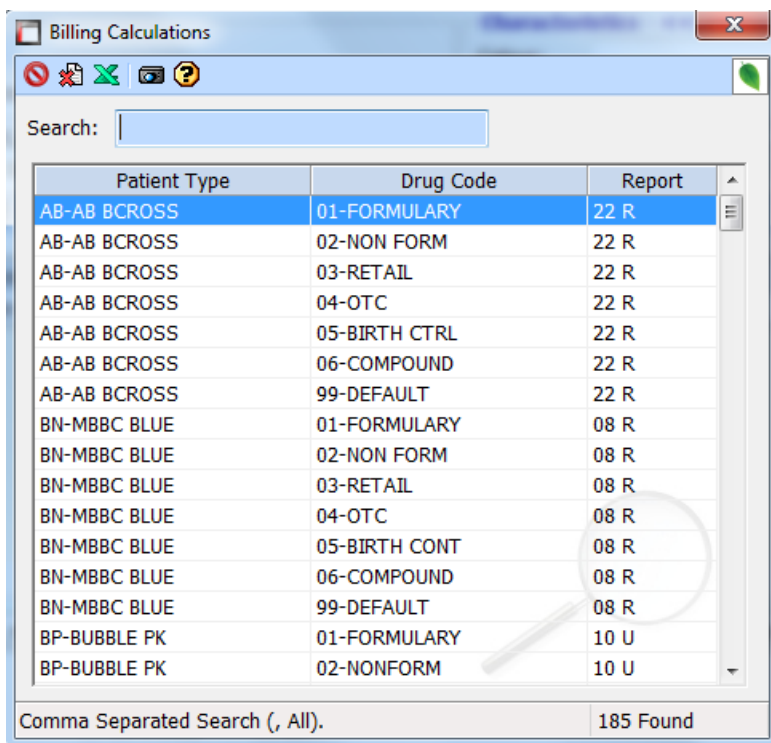 Billing Calculations
Search:
Patient Type Drug Code Report
AB-AB BCROSS 01-FORMULARY 22 R
AB-AB BCROSS 02-NON FORM 22 R
AB-AB BCROSS 03-RETAIL 22 R
AB-AB BCROSS 04-OTC 22 R
AB-AB BCROSS 05-BIRTH CTRL 22 R
AB-AB BCROSS 06-COMPOUND 22 R
AB-AB BCROSS 99-DEFAULT 22 R
BN-MBBC BLUE 01-FORMULARY 08 R
BN-MBBC BLUE 02-NON FORM 08 R
BN-MBBC BLUE 03-RETAIL 08 R
BN-MBBC BLUE 04-OTC 08 R
BN-MBBC BLUE 05-BIRTH CONT 08 R
BN-MBBC BLUE 06-COMPOUND 08 R
BN-MBBC BLUE 99-DEFAULT 08 R
BP-BUBBLE PK 01-FORMULARY 10 U
BP-BUBBLE PK 02-NONFORM 10 U
Comma Separated Search (, All). 185 Found